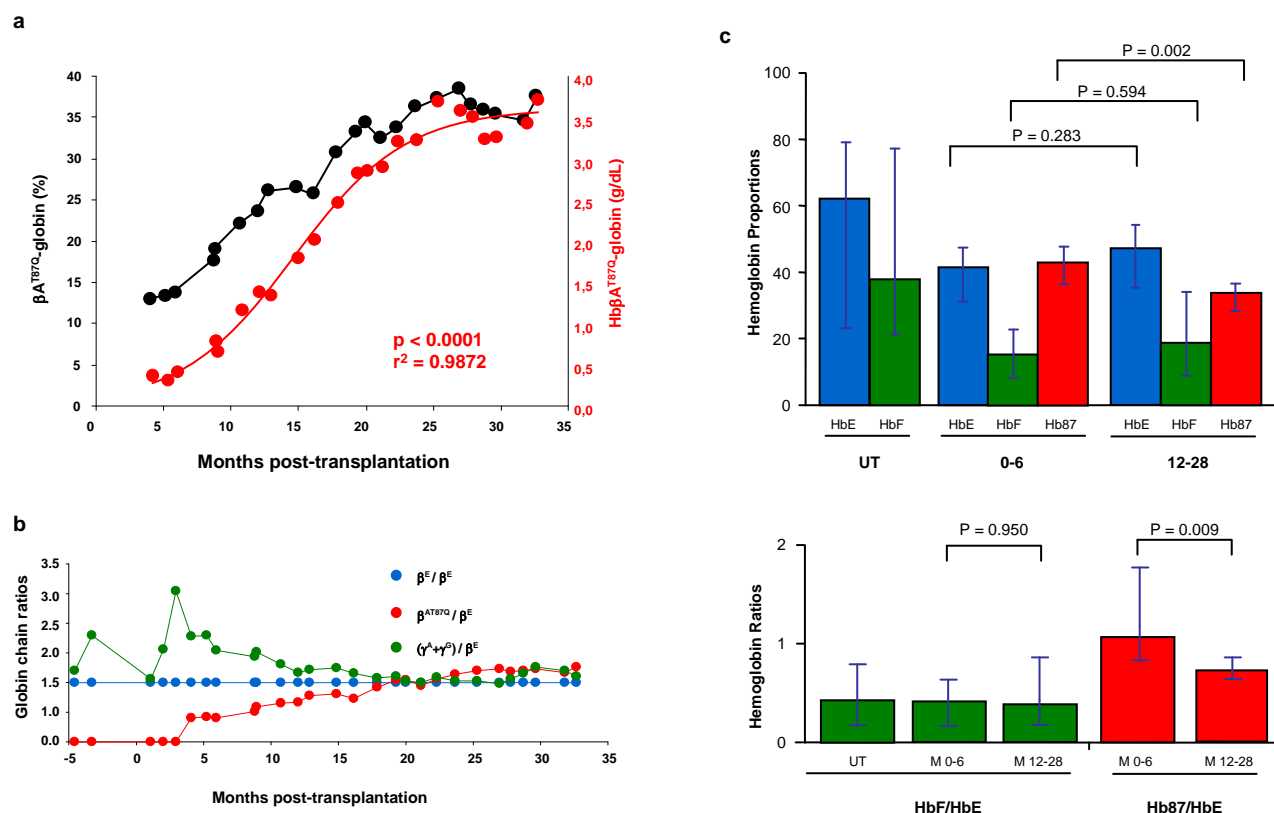 a
βA^T87Q-globin (%)
40
35
30
25
20
15
10
5
0
4,0
3,5
3,0
2,5
2,0
1,5
1,0
0,5
0,0
HbβA^T87Q-globin (g/dL)
p < 0.0001
r² = 0.9872
0 5 10 15 20 25 30 35
Months post-transplantation
b
Globin chain ratios
3.5
3.0
2.5
2.0
1.5
1.0
0.0
β^E / β^E
β^AT87Q / β^E
(γ^A+γ^G) / β^E
-5 0 5 10 15 20 25 30 35
Months post-transplantation
c
P = 0.002
P = 0.594
P = 0.283
Hemoglobin Proportions
100
80
60
40
20
0
HbE HbF HbE HbF Hb87 HbE HbF Hb87
UT 0-6 12-28
P = 0.950 P = 0.009
Hemoglobin Ratios
2
1
0
UT M 0-6 M 12-28 M 0-6 M 12-28
HbF/HbE Hb87/HbE